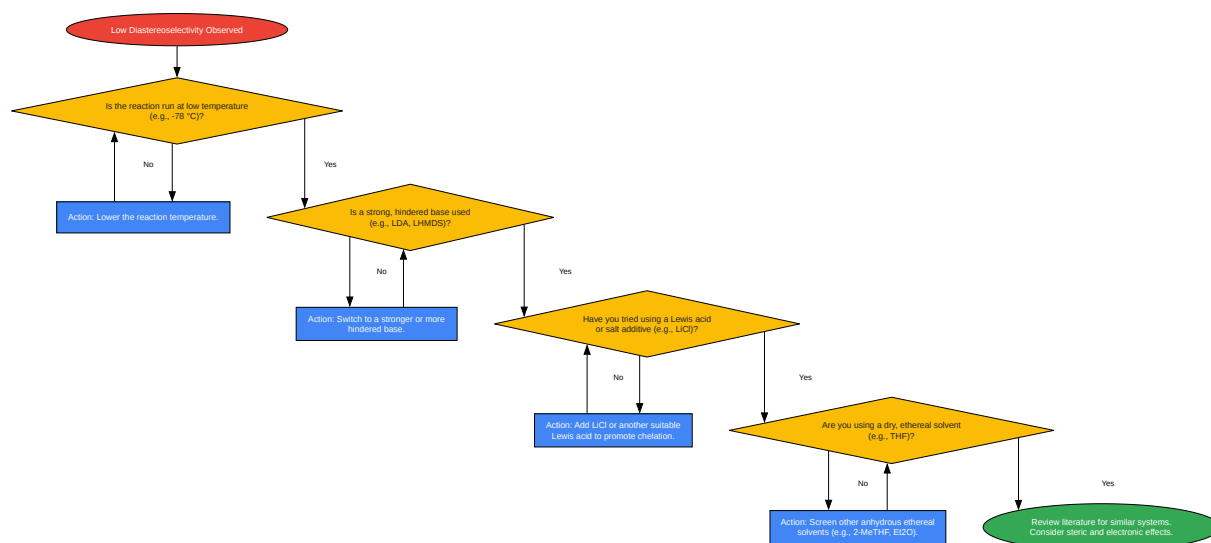 Low Diastereoselectivity Observed
Is the reaction run at low temperature
(e.g., -78 °C)?
No
Yes
Action: Lower the reaction temperature.
Is a strong, hindered base used
(e.g., LDA, LHMDS)?
No
Yes
Action: Switch to a stronger or more
hindered base.
Have you tried using a Lewis acid
or salt additive (e.g., LiCl)?
No
Yes
Action: Add LiCl or another suitable
Lewis acid to promote chelation.
Are you using a dry, ethereal solvent
(e.g., THF)?
No
Yes
Action: Screen other anhydrous ethereal
solvents (e.g., 2-MeTHF, Et2O).
Review literature for similar systems.
Consider steric and electronic effects.